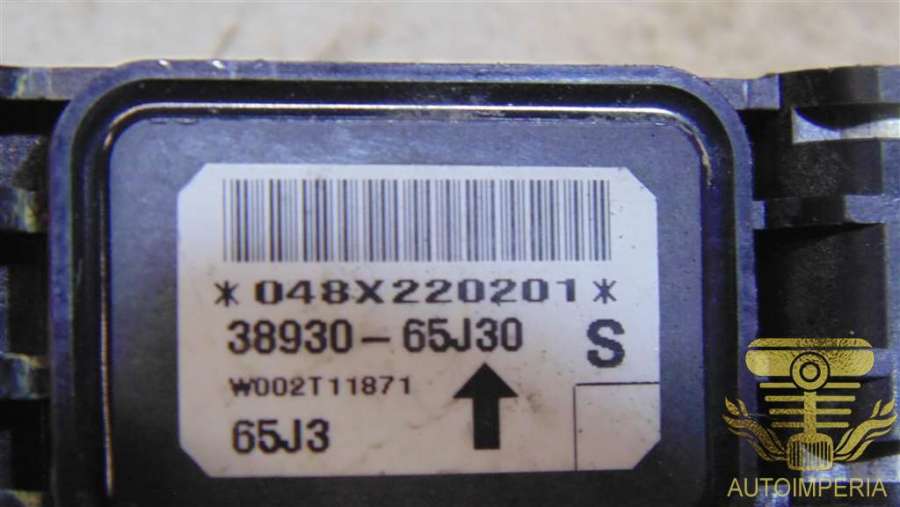 *048X220201*
38930-65J30
S
W002T11871
65J3
AUTOIMPERIA